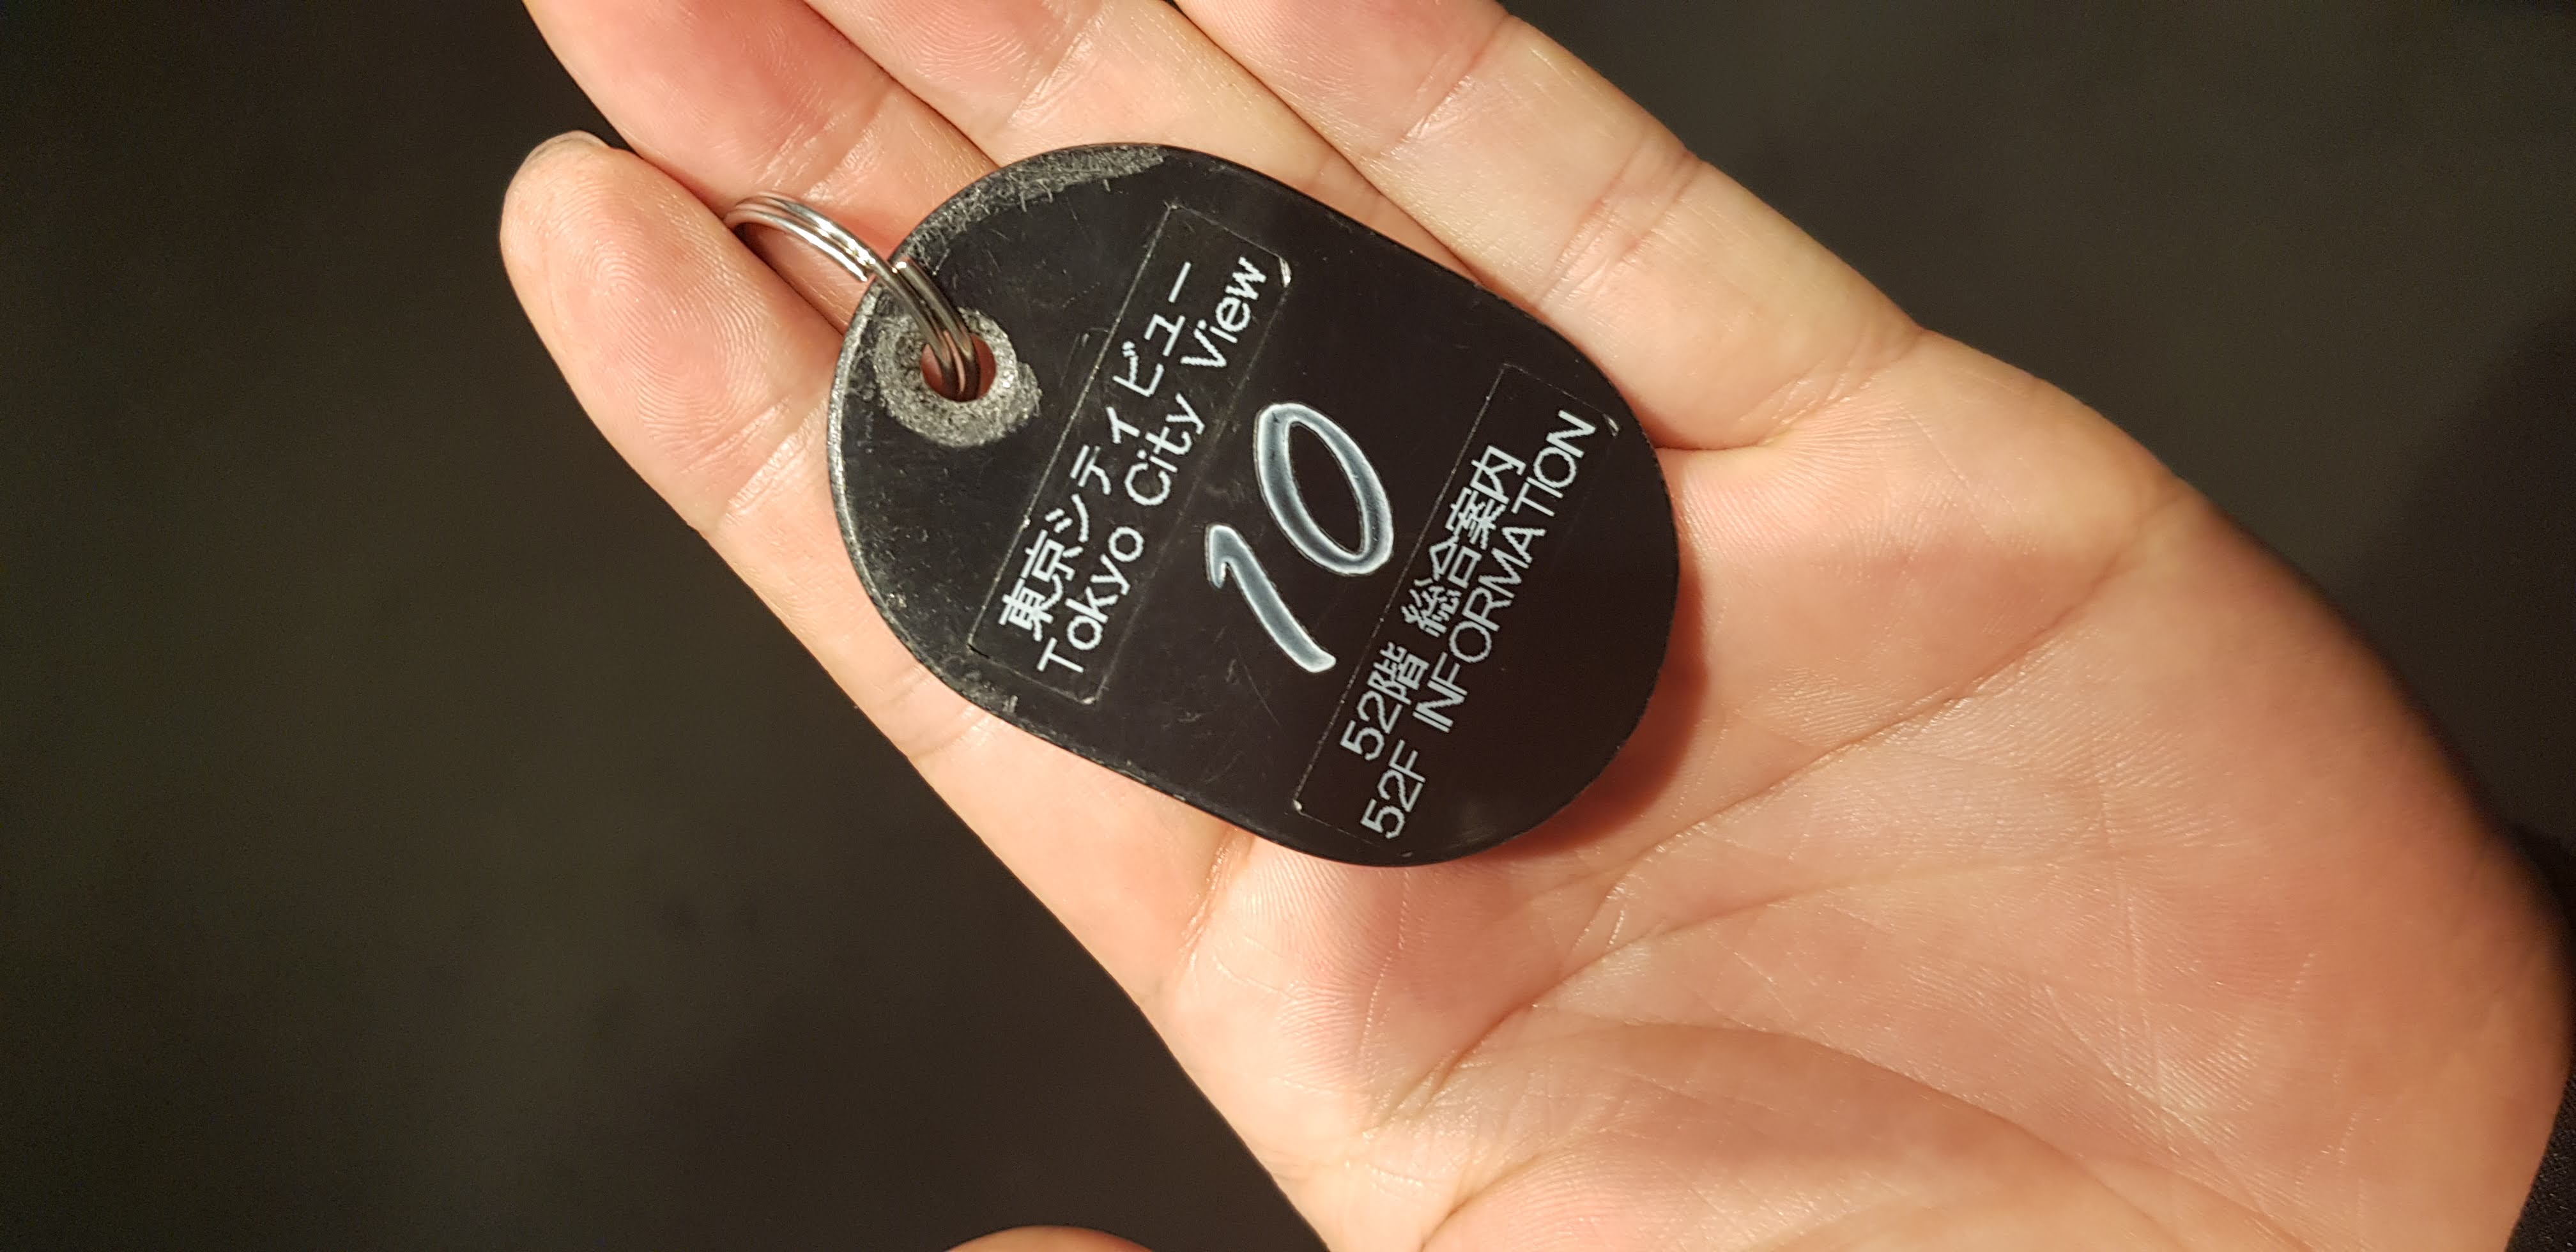 東京シティビュー
Tokyo City View
10
52階 総合案内
52F INFORMATION